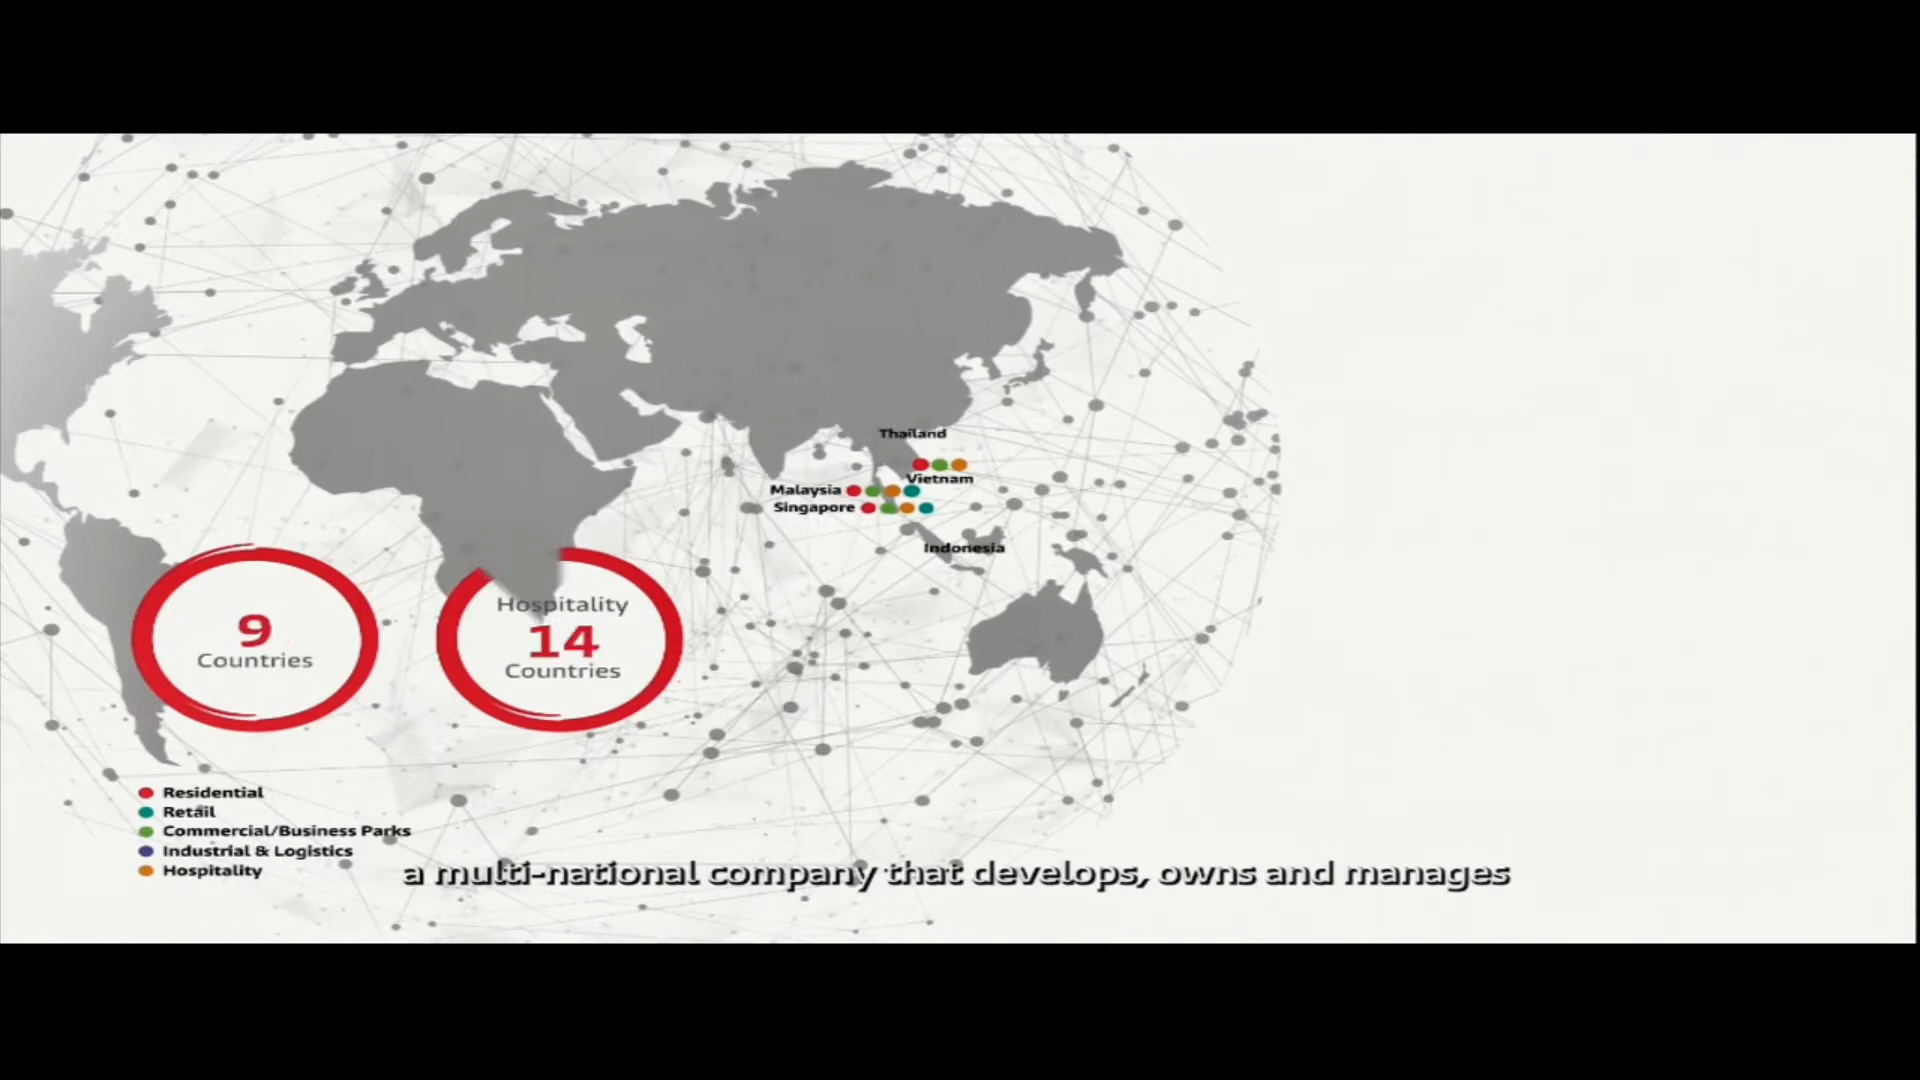 Thailand
Vietnam
Malaysia
Singapore
Indonesia
9
Countries
Hospitality
14
Countries
Residential
Retail
Commercial/Business Parks
Industrial & Logistics
Hospitality
a multi-national company that develops, owns and manages